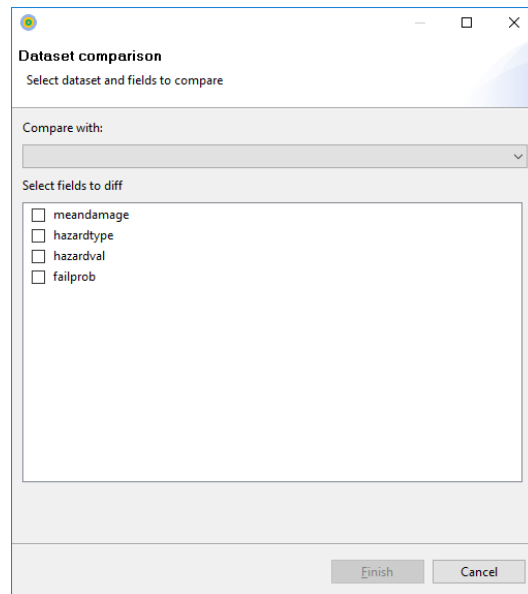 Dataset comparison
Select dataset and fields to compare
Compare with:
Select fields to diff
meandamage
hazardtype
hazardval
failprob
Finish
Cancel